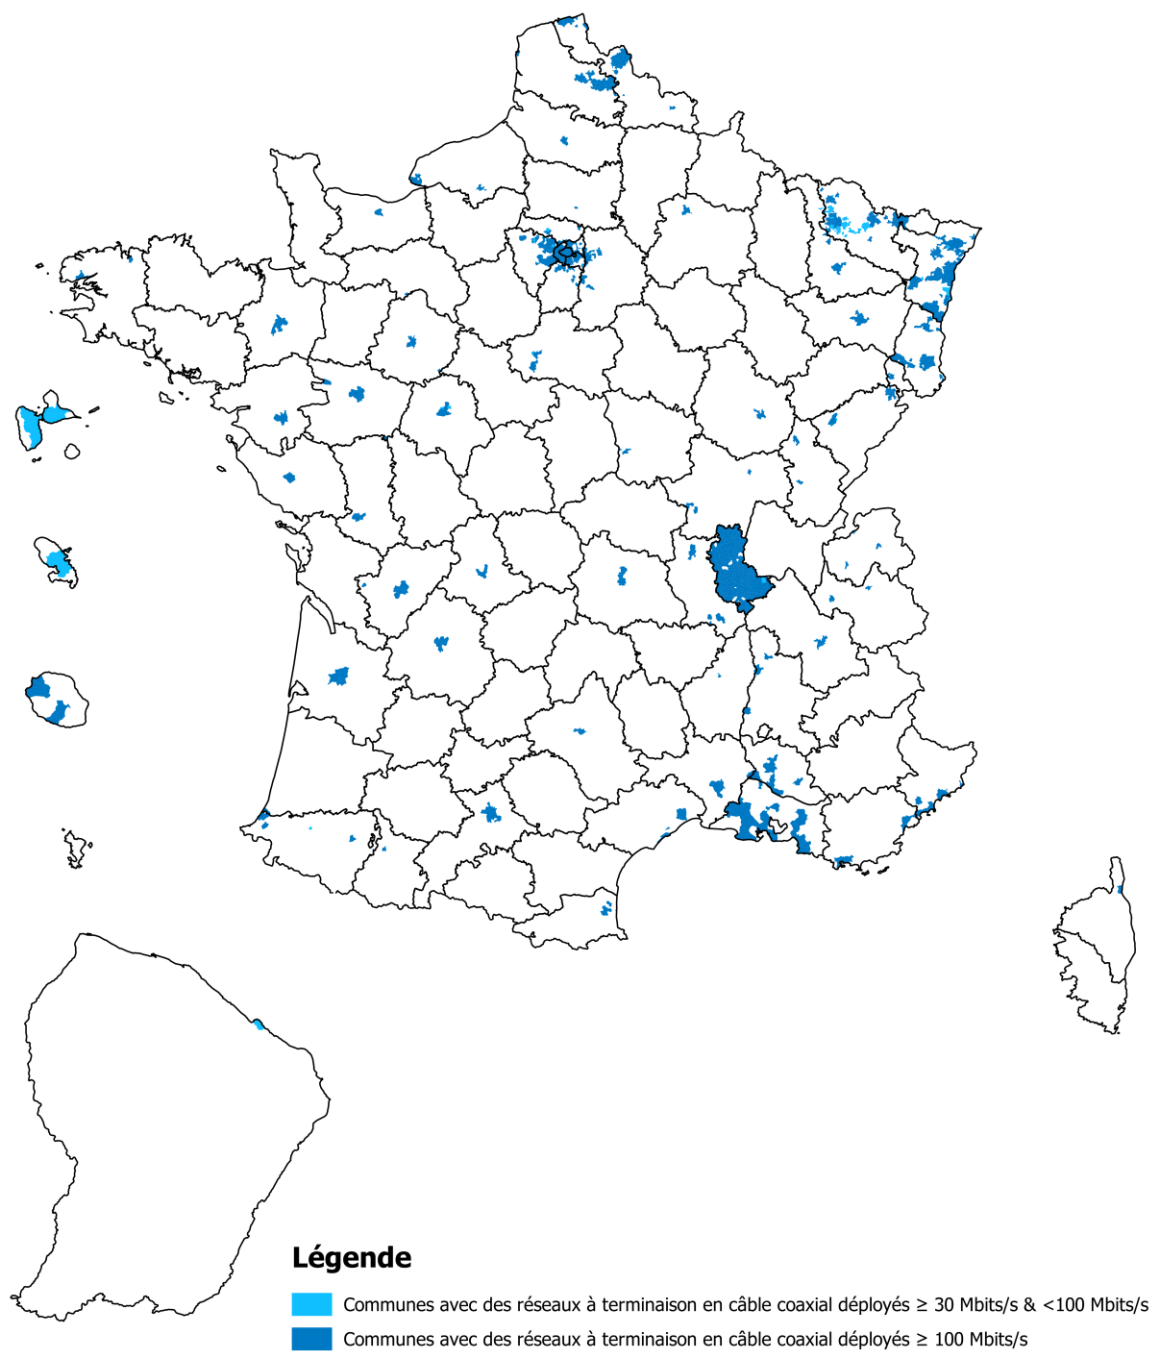 Légende
Communes avec des réseaux à terminaison en câble coaxial déployés ≥ 30 Mbits/s & <100 Mbits/s
Communes avec des réseaux à terminaison en câble coaxial déployés ≥ 100 Mbits/s